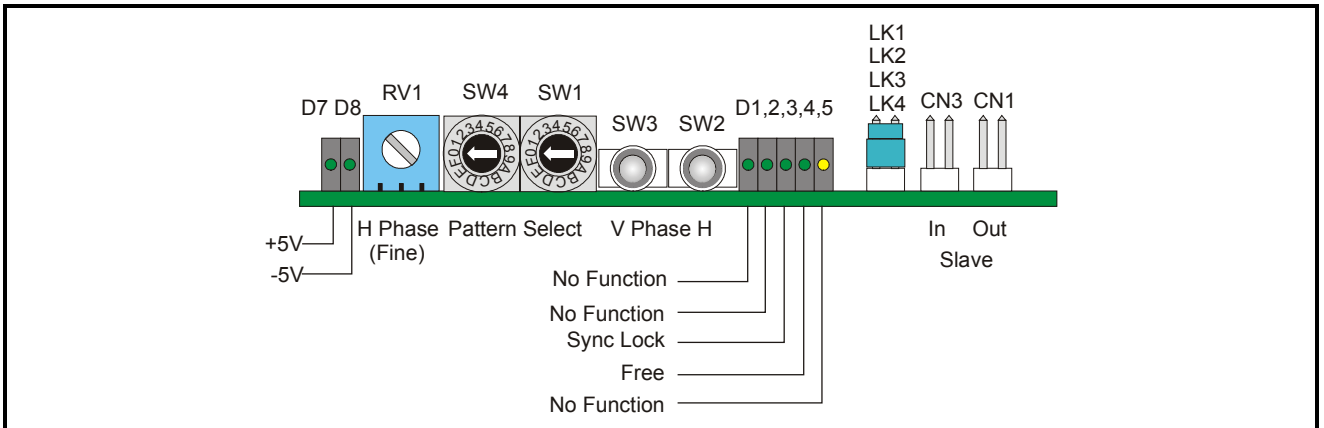 LK1
LK2
LK3
LK4
D7 D8
RV1
SW4
SW1
SW3
SW2
D1,2,3,4,5
CN3
CN1
0123456789ABCDEF
0123456789ABCDEF
+5V
-5V
H Phase
(Fine)
Pattern Select
V Phase H
In
Out
Slave
No Function
No Function
Sync Lock
Free
No Function